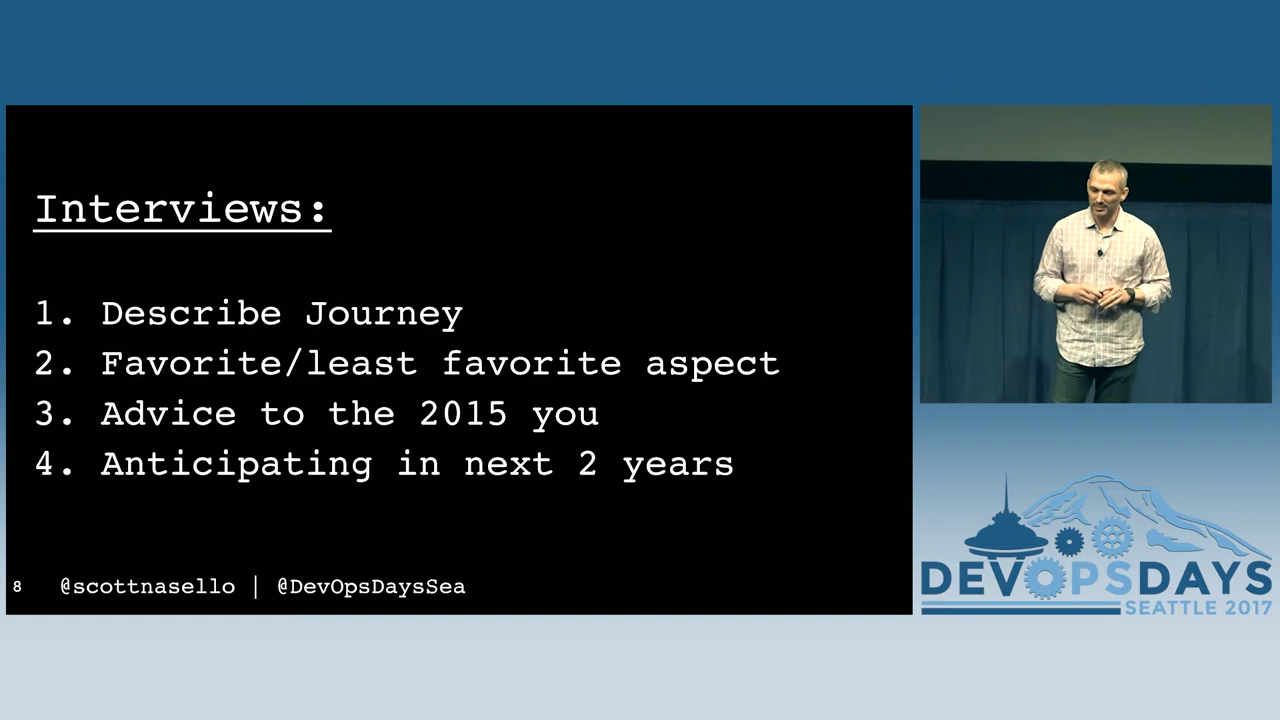 Interviews:
1. Describe Journey
2. Favorite/least favorite aspect
3. Advice to the 2015 you
4. Anticipating in next 2 years
8 @scottnasello | @DevOpsDaysSea
DEVOPSDAYS
SEATTLE 2017